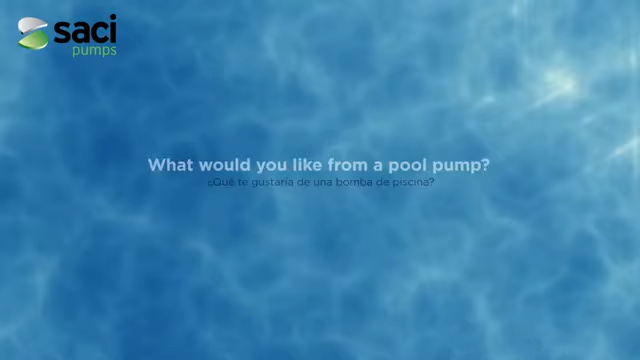 saci
pumps
What would you like from a pool pump?
¿Qué te gustaría de una bomba de piscina?